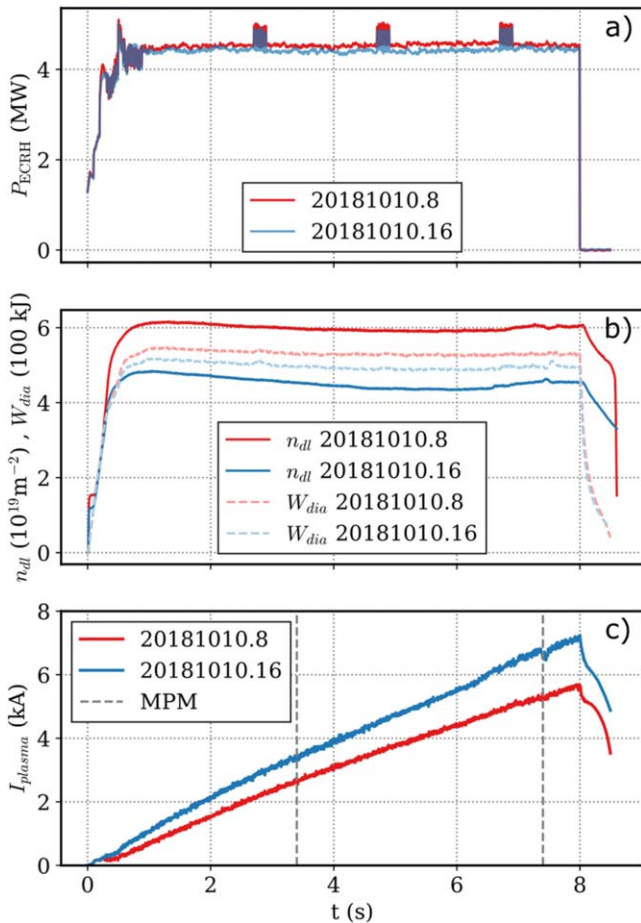 a)
P_ECRH (MW)
4
2
0
20181010.8
20181010.16
b)
n_dl (10^19 m^−2) , W_dia (100 kJ)
6
4
2
0
n_dl 20181010.8
n_dl 20181010.16
W_dia 20181010.8
W_dia 20181010.16
c)
I_plasma (kA)
8
6
4
2
0
20181010.8
20181010.16
MPM
0 2 4 6 8
t (s)